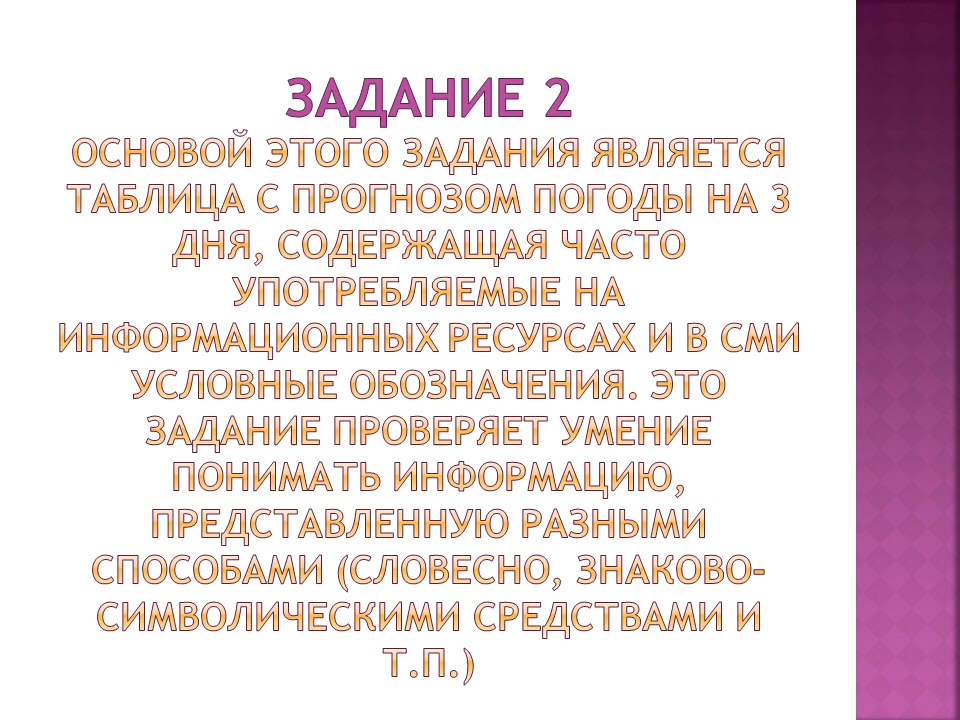 ЗАДАНИЕ 2
ОСНОВОЙ ЭТОГО ЗАДАНИЯ ЯВЛЯЕТСЯ
ТАБЛИЦА С ПРОГНОЗОМ ПОГОДЫ НА 3
ДНЯ, СОДЕРЖАЩАЯ ЧАСТО
УПОТРЕБЛЯЕМЫЕ НА
ИНФОРМАЦИОННЫХ РЕСУРСАХ И В СМИ
УСЛОВНЫЕ ОБОЗНАЧЕНИЯ. ЭТО
ЗАДАНИЕ ПРОВЕРЯЕТ УМЕНИЕ
ПОНИМАТЬ ИНФОРМАЦИЮ,
ПРЕДСТАВЛЕННУЮ РАЗНЫМИ
СПОСОБАМИ (СЛОВЕСНО, ЗНАКОВО-
СИМВОЛИЧЕСКИМИ СРЕДСТВАМИ И
Т.П.)